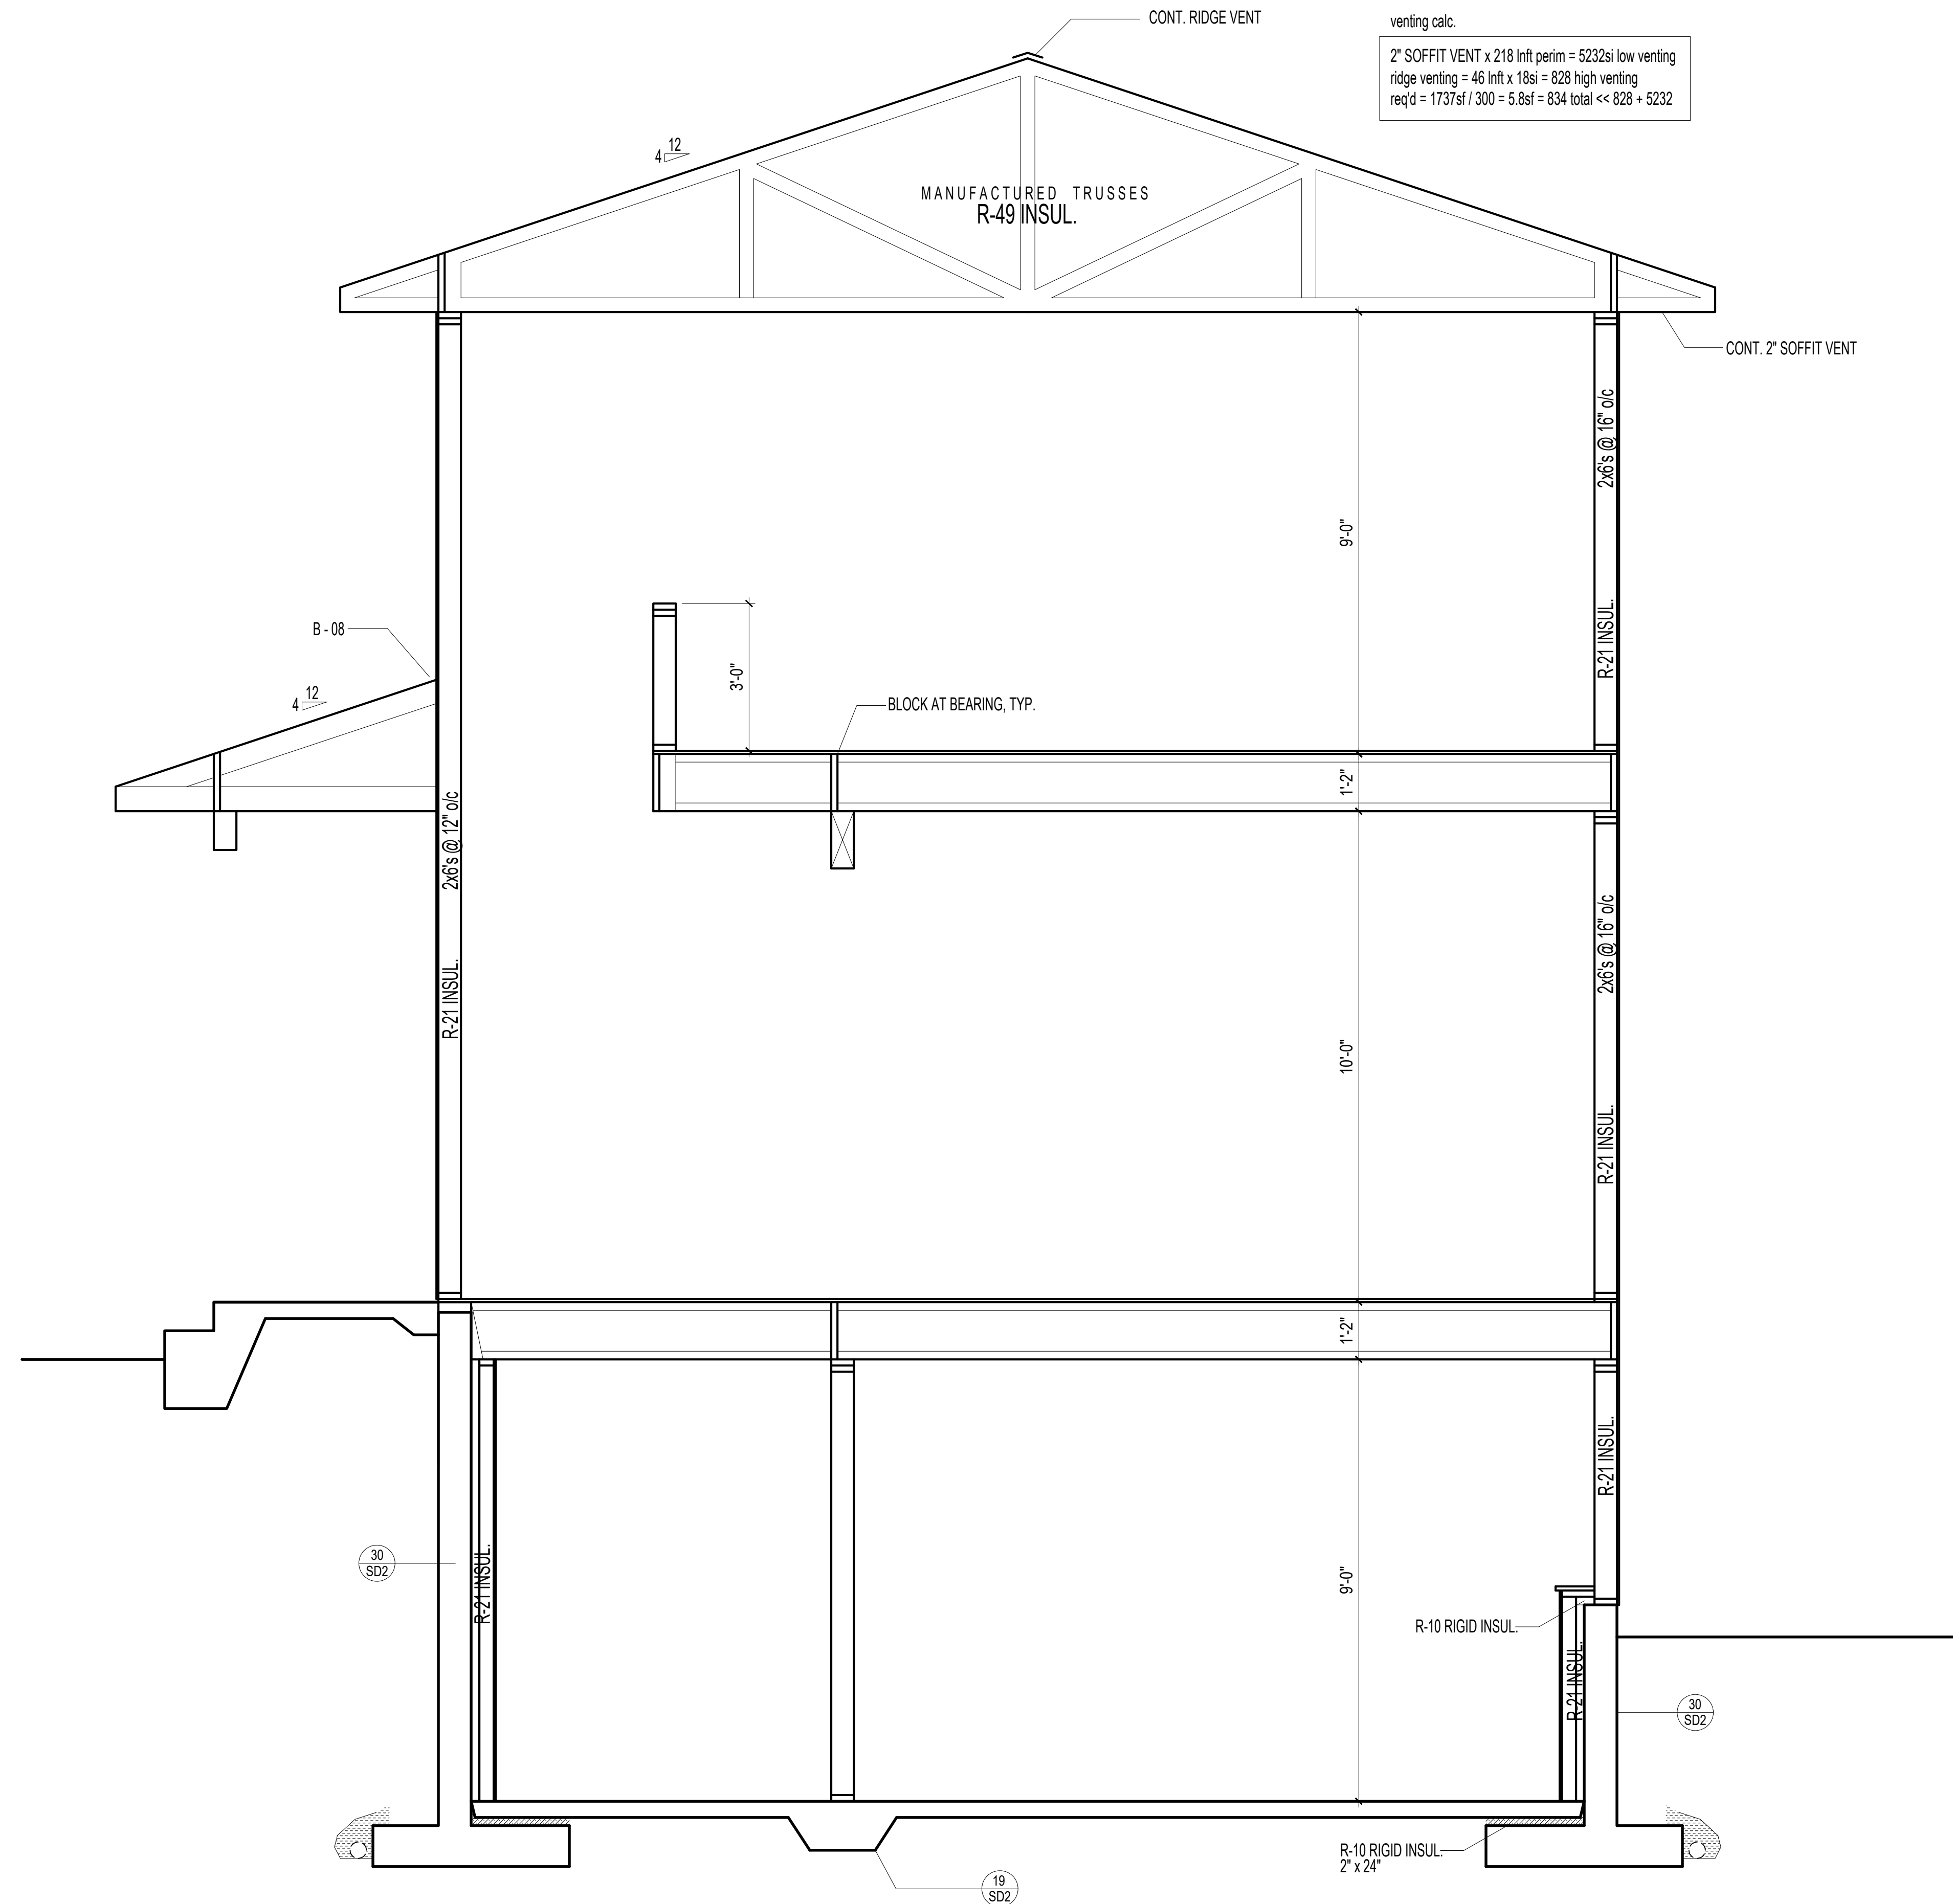 CONT. RIDGE VENT
venting calc.
2" SOFFIT VENT x 218 lnft perim = 5232si low venting
ridge venting = 46 lnft x 18si = 828 high venting
req'd = 1737sf / 300 = 5.8sf = 834 total << 828 + 5232
12
4
MANUFACTURED TRUSSES
R-49 INSUL.
CONT. 2" SOFFIT VENT
2x6's @ 16" o/c
9'-0"
R-21 INSUL.
B - 08
3'-0"
12
4
BLOCK AT BEARING, TYP.
1'-2"
2x6's @ 12" o/c
R-21 INSUL.
2x6's @ 16" o/c
10'-0"
R-21 INSUL.
1'-2"
R-21 INSUL.
30
SD2
R-21 INSUL.
9'-0"
R-10 RIGID INSUL.
R-21 INSUL.
30
SD2
R-10 RIGID INSUL.
2" x 24"
19
SD2